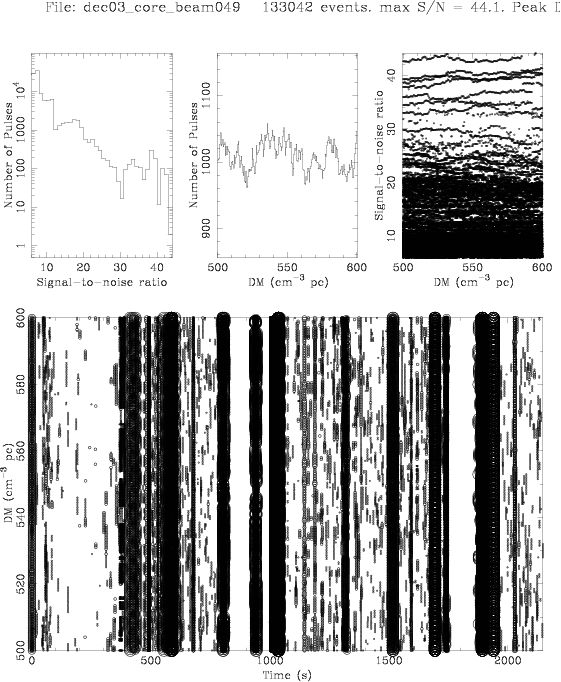 File: dec03_core_beam049 133042 events. max S/N = 44.1. Peak D
Number of Pulses
1 10 100 1000 10⁴
10 20 30 40
Signal−to−noise ratio
Number of Pulses
900 1000 1100
500 550 600
DM (cm⁻³ pc)
Signal−to−noise ratio
10 20 30 40
500 550 600
DM (cm⁻³ pc)
DM (cm⁻³ pc)
500 520 540 560 580 600
0 500 1000 1500 2000
Time (s)